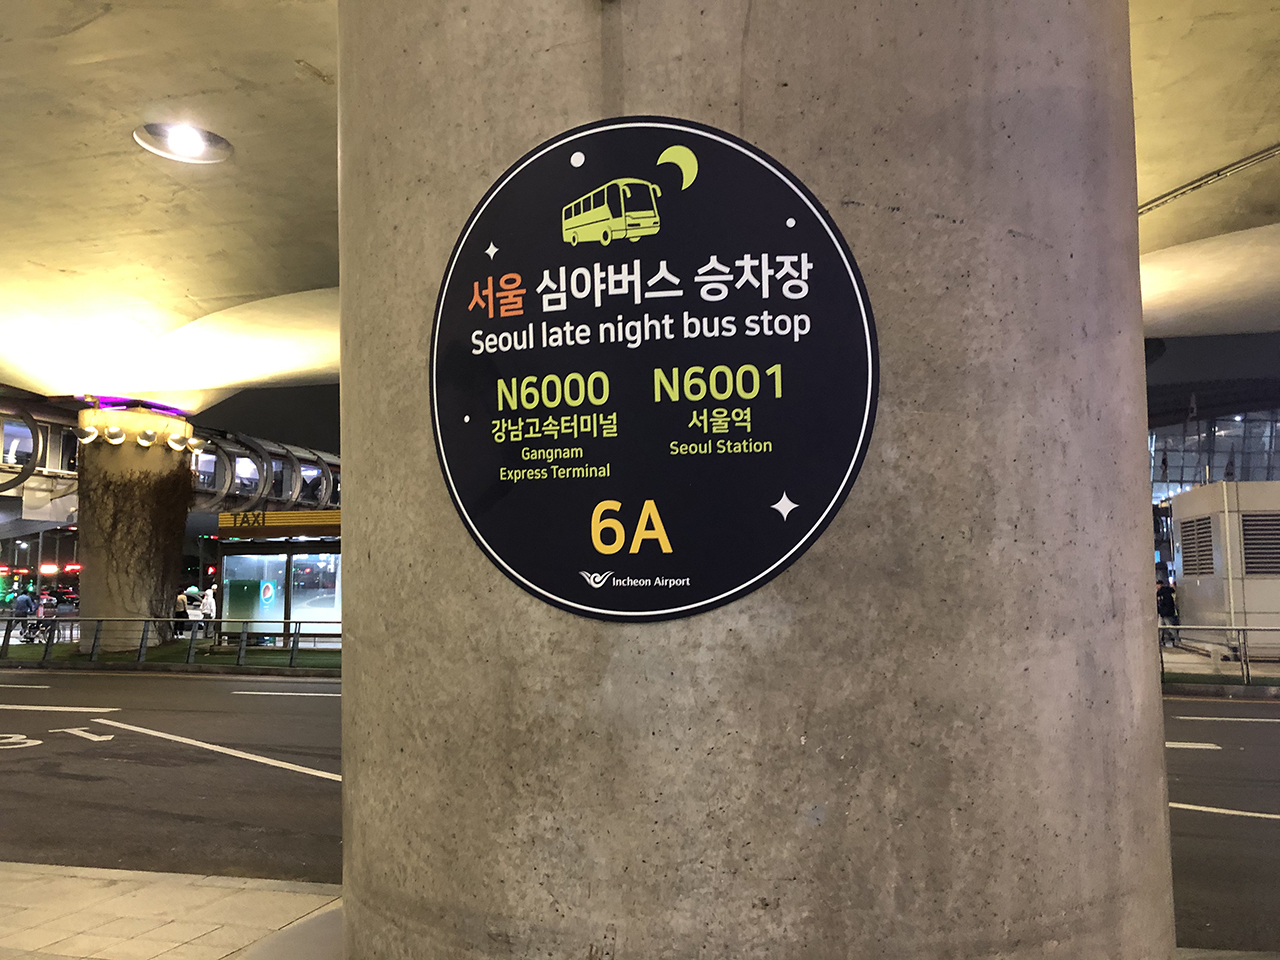 서울 심야버스 승차장
Seoul late night bus stop
N6000
강남고속터미널
Gangnam
Express Terminal
N6001
서울역
Seoul Station
6A
Incheon Airport
TAXI